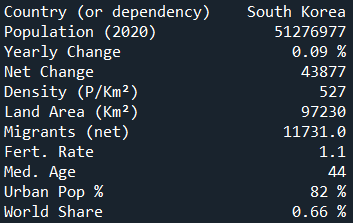 Country (or dependency) South Korea
Population (2020) 51276977
Yearly Change 0.09 %
Net Change 43877
Density (P/Km²) 527
Land Area (Km²) 97230
Migrants (net) 11731.0
Fert. Rate 1.1
Med. Age 44
Urban Pop % 82 %
World Share 0.66 %